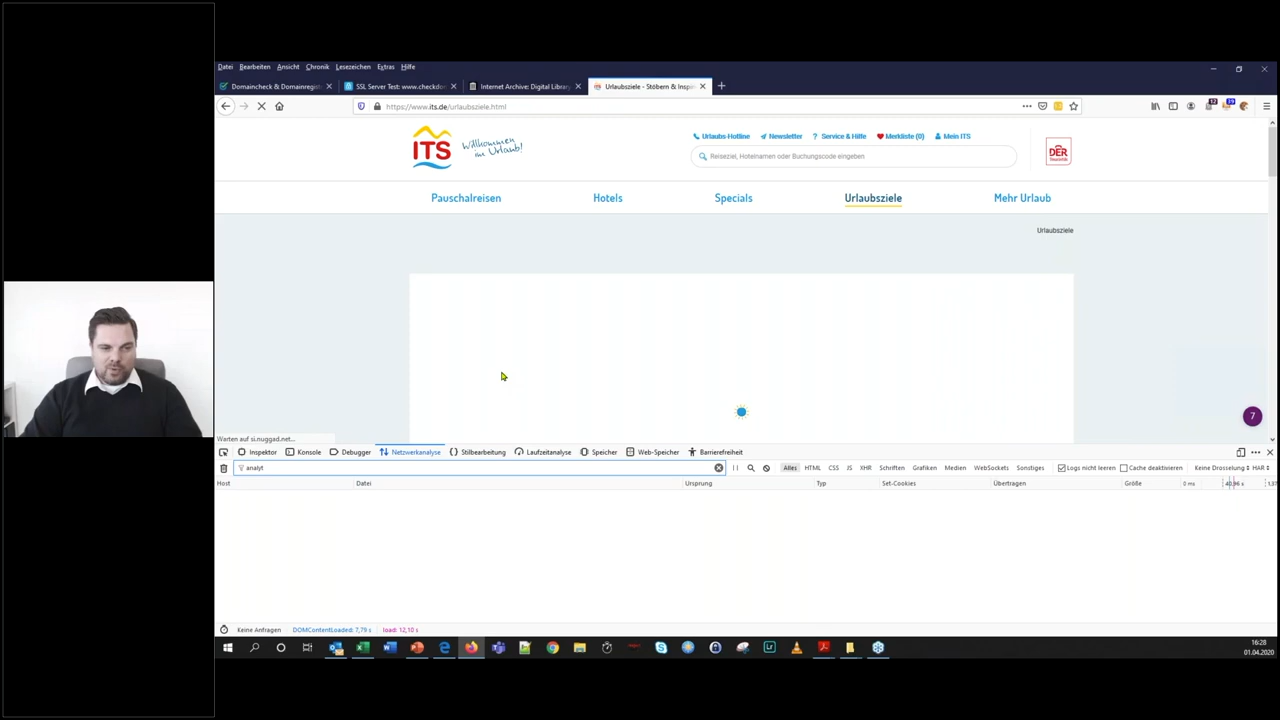 Datei Bearbeiten Ansicht Chronik Lesezeichen Extras Hilfe
Domaincheck & Domainregist SSL Server Test: www.checkdom Internet Archive: Digital Library Urlaubsziele - Stöbern & Inspir
https://www.its.de/urlaubsziele.html
ITS Willkommen im Urlaub!
Urlaubs-Hotline Newsletter ? Service & Hilfe Merkliste (0) Mein ITS
Reiseziel, Hotelnamen oder Buchungscode eingeben
DER
Pauschalreisen Hotels Specials Urlaubsziele Mehr Urlaub
Urlaubsziele
7
Warten auf si.nuggad.net...
Inspektor Konsole Debugger Netzwerkanalyse Stilbearbeitung Laufzeitanalyse Speicher Web-Speicher Barrierefreiheit
analyt Alles HTML CSS JS XHR Schriften Grafiken Medien WebSockets Sonstiges Logs nicht leeren Cache deaktivieren Keine Drosselung HAR
Host Datei Ursprung Typ Set-Cookies Übertragen Größe 0 ms
Keine Anfragen DOMContentLoaded: 7,79 s load: 12,10 s
16:28
01.04.2020